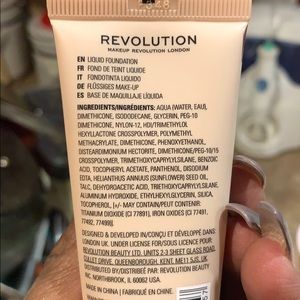 REVOLUTION
MAKEUP REVOLUTION LONDON
EN LIQUID FOUNDATION
FR FOND DE TEINT LIQUIDE
IT FONDOTINTA LIQUIDO
DE FLÜSSIGES MAKE-UP
ES BASE DE MAQUILLAJE LÍQUIDA
INGREDIENTS/INGRÉDIENTS: AQUA (WATER, EAU),
DIMETHICONE, ISODODECANE, GLYCERIN, PEG-10
DIMETHICONE, NYLON-12, HDI/TRIMETHYLOL
HEXYLLACTONE CROSSPOLYMER, POLYMETHYL
METHACRYLATE, DIMETHICONE, PHENOXYETHANOL,
DISTEARDIMONIUM HECTORITE, DIMETHICONE/PEG-10/15
CROSSPOLYMER, TRIMETHOXYCAPRYLYLSILANE, BENZOIC
ACID, TOCOPHERYL ACETATE, PANTHENOL, DISODIUM
EDTA, HELIANTHUS ANNUUS (SUNFLOWER) SEED OIL,
TALC, DEHYDROACETIC ACID, TRIETHOXYCAPRYLYLSILANE,
ALUMINUM HYDROXIDE, ETHYLHEXYLGLYCERIN, SILICA,
TOCOPHEROL, [+/- MAY CONTAIN/PEUT CONTENIR:
TITANIUM DIOXIDE (CI 77891), IRON OXIDES (CI 77491,
77492, 77499)]
DESIGNED & DEVELOPED IN/CONÇU ET DÉVELOPPÉ DANS
LONDON UK. UNDER LICENSE FOR/SOUS LICENCE POUR
REVOLUTION BEAUTY LTD. UNITS 2-3 SHEET GLASS ROAD,
CULLET DRIVE, QUEENBOROUGH, KENT, ME11 5JS, UK
DISTRIBUTED BY/DISTRIBUÉ PAR: REVOLUTION BEAUTY
INC, NORTHBROOK, IL 60062 USA
MADE IN CHINA | FABRIQUÉ EN CHINE